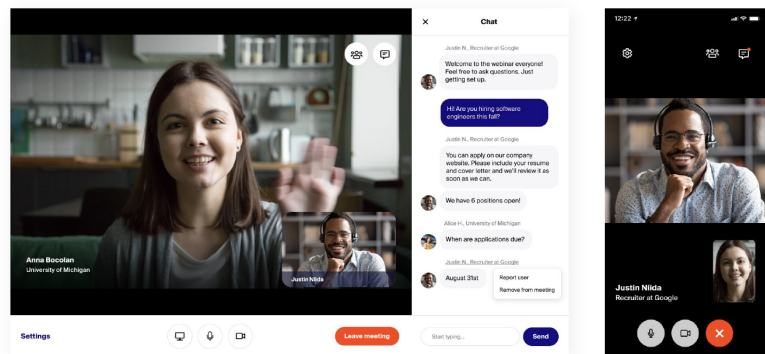 Chat
Justin N., Recruiter at Google
Welcome to the webinar everyone!
Feel free to ask questions. Just
getting set up.
Hi! Are you hiring software
engineers this fall?
Justin N., Recruiter at Google
You can apply on our company
website. Please include your resume
and cover letter and we'll review it as
soon as we can.
We have 6 positions open!
Alice H., University of Michigan
When are applications due?
Justin N., Recruiter at Google
August 31st
Report user
Remove from meeting
Anna Bocolan
University of Michigan
Justin Niida
Settings
Leave meeting
Start typing...
Send
12:22
Justin Niida
Recruiter at Google